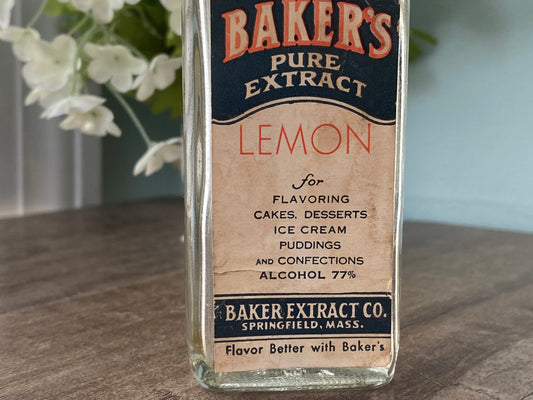 BAKER'S
PURE
EXTRACT
LEMON
for
FLAVORING
CAKES, DESSERTS
ICE CREAM
PUDDINGS
AND CONFECTIONS
ALCOHOL 77%
BAKER EXTRACT CO.
SPRINGFIELD, MASS.
Flavor Better with Baker's